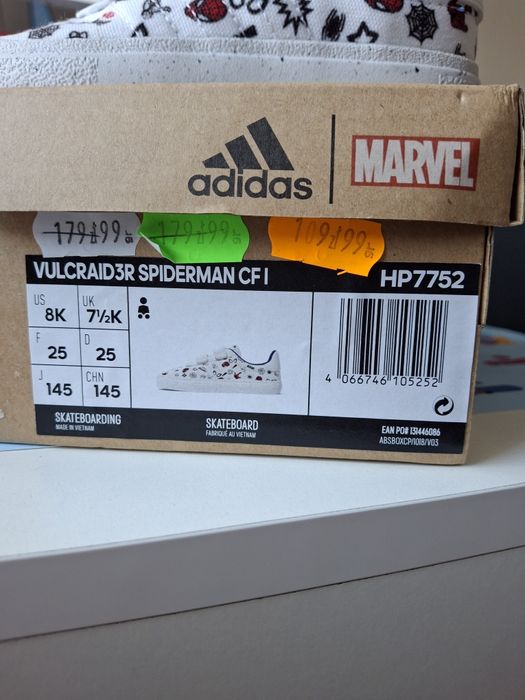 adidas
MARVEL
179,99
179,99
109,99
VULCRAID3R SPIDERMAN CF I
HP7752
US
8K
UK
7½K
F
25
D
25
J
145
CHN
145
4 066746 105252
SKATEBOARDING
MADE IN VIETNAM
SKATEBOARD
FABRIQUÉ AU VIETNAM
EAN PO# 131446086
ABSBOXCP/1018/V03